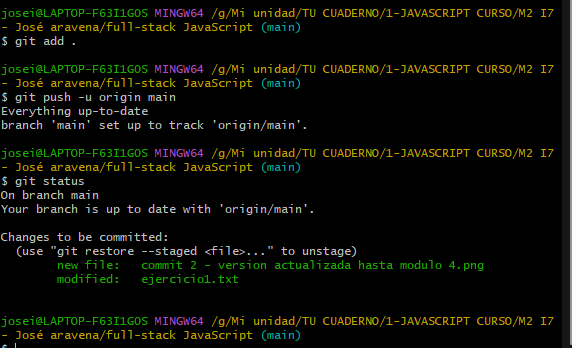 josei@LAPTOP-F63I1GOS MINGW64 /g/Mi unidad/TU CUADERNO/1-JAVASCRIPT CURSO/M2 I7
- José aravena/full-stack JavaScript (main)
$ git add .
josei@LAPTOP-F63I1GOS MINGW64 /g/Mi unidad/TU CUADERNO/1-JAVASCRIPT CURSO/M2 I7
- José aravena/full-stack JavaScript (main)
$ git push -u origin main
Everything up-to-date
branch 'main' set up to track 'origin/main'.
josei@LAPTOP-F63I1GOS MINGW64 /g/Mi unidad/TU CUADERNO/1-JAVASCRIPT CURSO/M2 I7
- José aravena/full-stack JavaScript (main)
$ git status
On branch main
Your branch is up to date with 'origin/main'.
Changes to be committed:
  (use "git restore --staged <file>..." to unstage)
        new file:   commit 2 - version actualizada hasta modulo 4.png
        modified:   ejercicio1.txt
josei@LAPTOP-F63I1GOS MINGW64 /g/Mi unidad/TU CUADERNO/1-JAVASCRIPT CURSO/M2 I7
- José aravena/full-stack JavaScript (main)
$